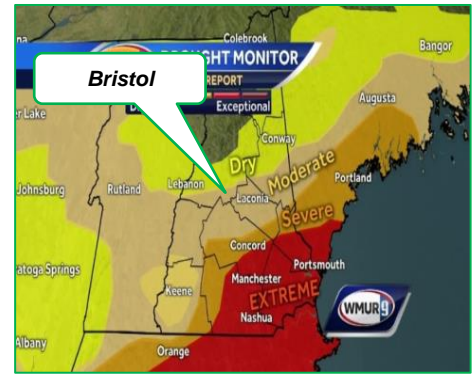 Colebrook
Bangor
DROUGHT MONITOR
REPORT
Bristol
Exceptional
Augusta
Conway
Dry
Moderate
Johnsburg
Rutland
Lebanon
Laconia
Portland
Severe
Concord
Saratoga Springs
Keene
Manchester
Portsmouth
EXTREME
Nashua
WMUR 9
Albany
Orange